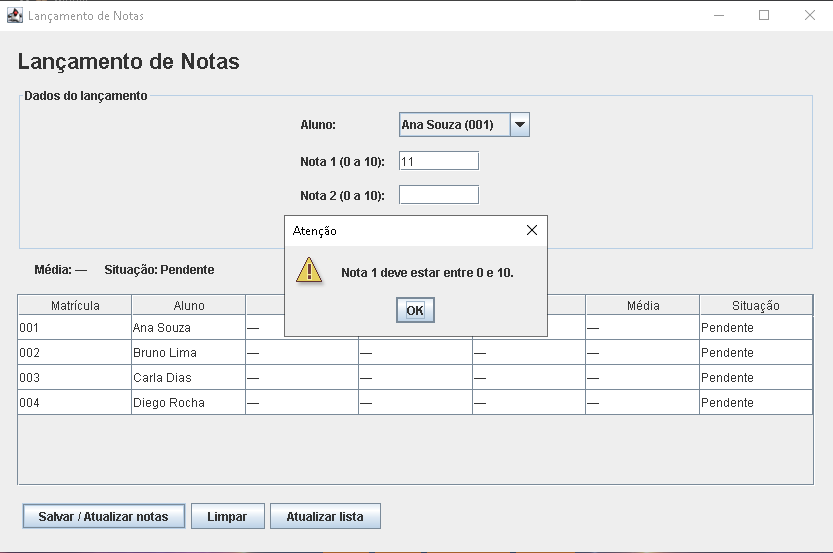 Lançamento de Notas
Lançamento de Notas
Dados do lançamento
Aluno: Ana Souza (001)
Nota 1 (0 a 10): 11
Nota 2 (0 a 10):
Atenção
Nota 1 deve estar entre 0 e 10.
OK
Média: — Situação: Pendente
Matrícula Aluno Média Situação
001 Ana Souza — — Pendente
002 Bruno Lima — — — — Pendente
003 Carla Dias — — — — Pendente
004 Diego Rocha — — — — Pendente
Salvar / Atualizar notas Limpar Atualizar lista